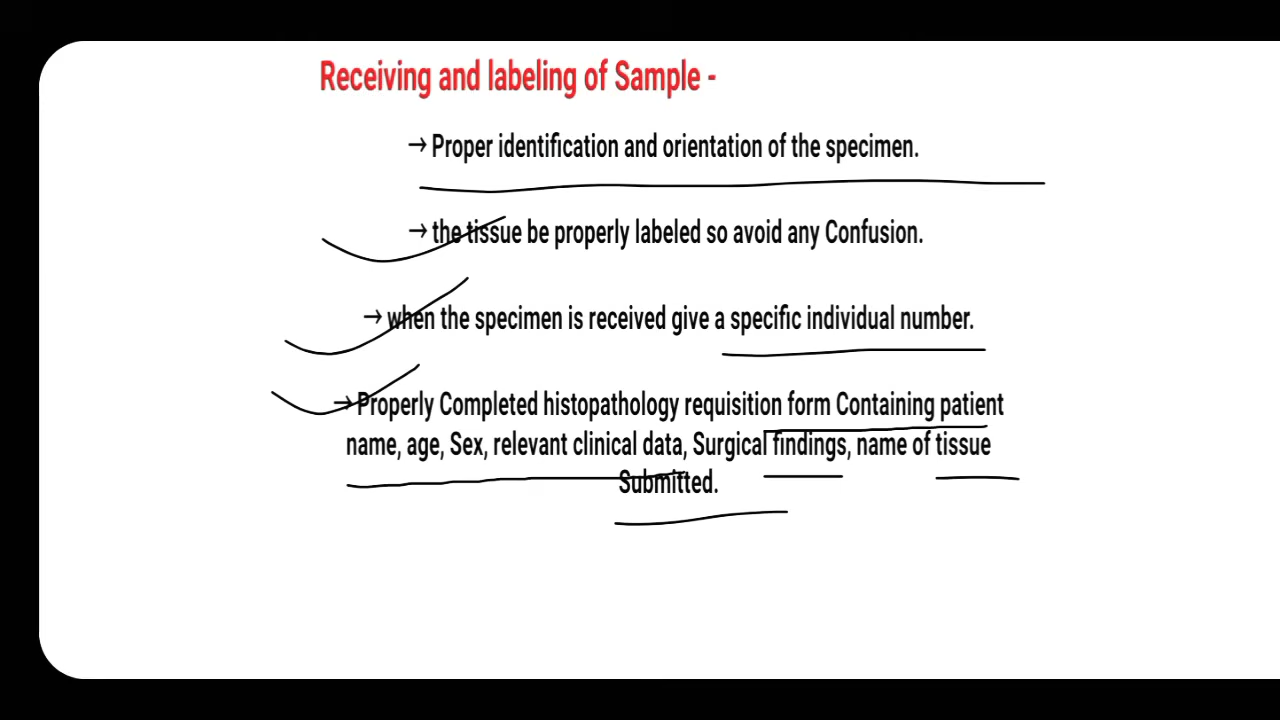 Receiving and labeling of Sample -
→ Proper identification and orientation of the specimen.
→ the tissue be properly labeled so avoid any Confusion.
→ when the specimen is received give a specific individual number.
→ Properly Completed histopathology requisition form Containing patient
name, age, Sex, relevant clinical data, Surgical findings, name of tissue
Submitted.